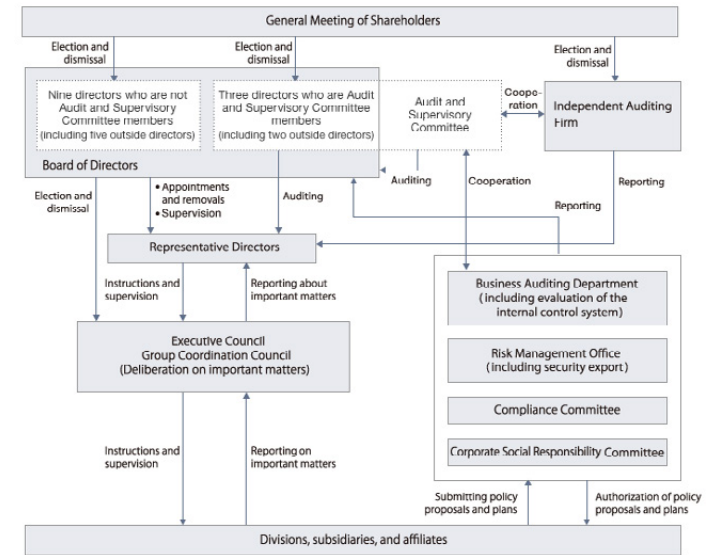 General Meeting of Shareholders
Election and
dismissal
Election and
dismissal
Election and
dismissal
Nine directors who are not
Audit and Supervisory
Committee members
(including five outside directors)
Three directors who are Audit
and Supervisory Committee
members
(including two outside directors)
Audit and
Supervisory
Committee
Coope-
ration
Independent Auditing
Firm
Board of Directors
Election and
dismissal
• Appointments
and removals
• Supervision
Auditing
Auditing
Cooperation
Reporting
Reporting
Representative Directors
Instructions and
supervision
Reporting about
important matters
Business Auditing Department
(including evaluation of the
internal control system)
Executive Council
Group Coordination Council
(Deliberation on important matters)
Risk Management Office
(including security export)
Compliance Committee
Corporate Social Responsibility Committee
Instructions and
supervision
Reporting on
important matters
Submitting policy
proposals and plans
Authorization of policy
proposals and plans
Divisions, subsidiaries, and affiliates